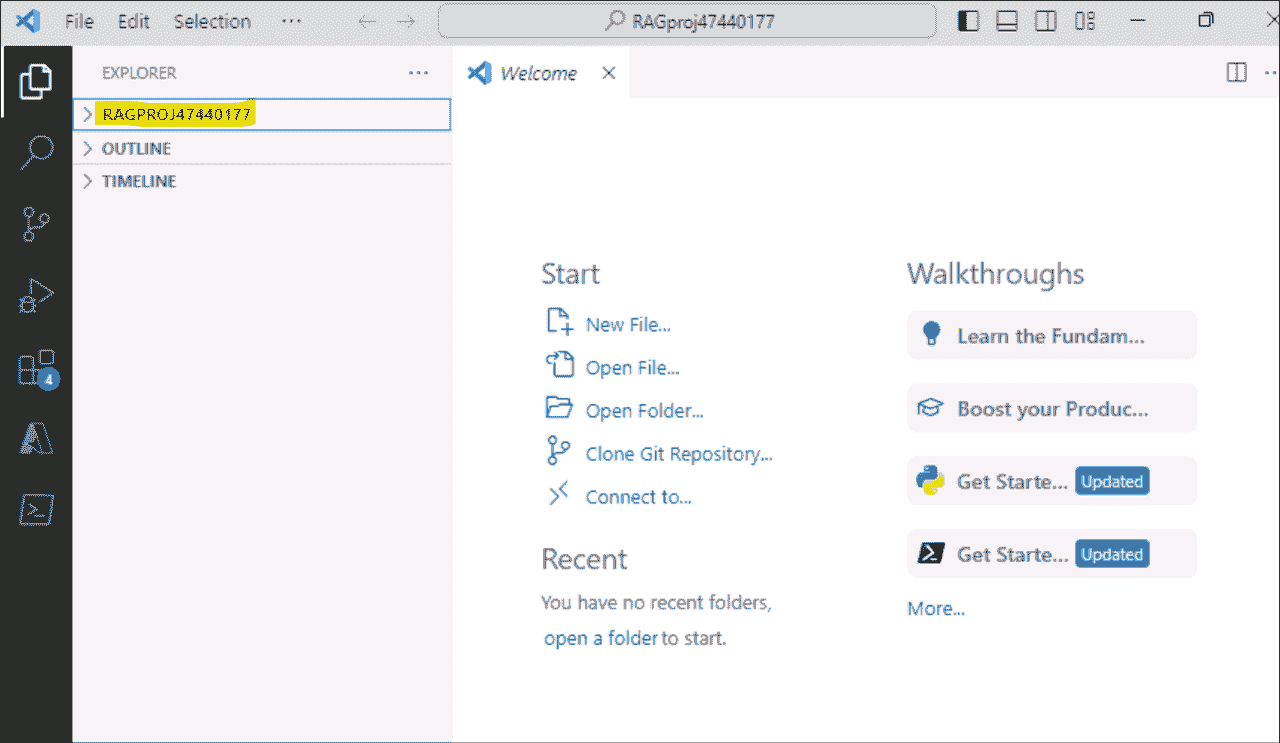 File Edit Selection ··· RAGproj47440177
EXPLORER ···
Welcome
RAGPROJ47440177
OUTLINE
TIMELINE
4
Start
New File...
Open File...
Open Folder...
Clone Git Repository...
Connect to...
Recent
You have no recent folders,
open a folder to start.
Walkthroughs
Learn the Fundam...
Boost your Produc...
Get Starte... Updated
Get Starte... Updated
More...